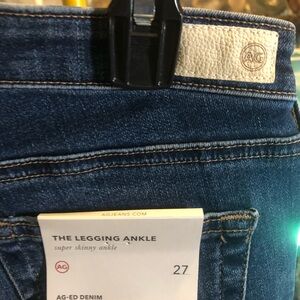 AG
AGJEANS.COM
THE LEGGING ANKLE
super skinny ankle
AG
27
AG-ED DENIM